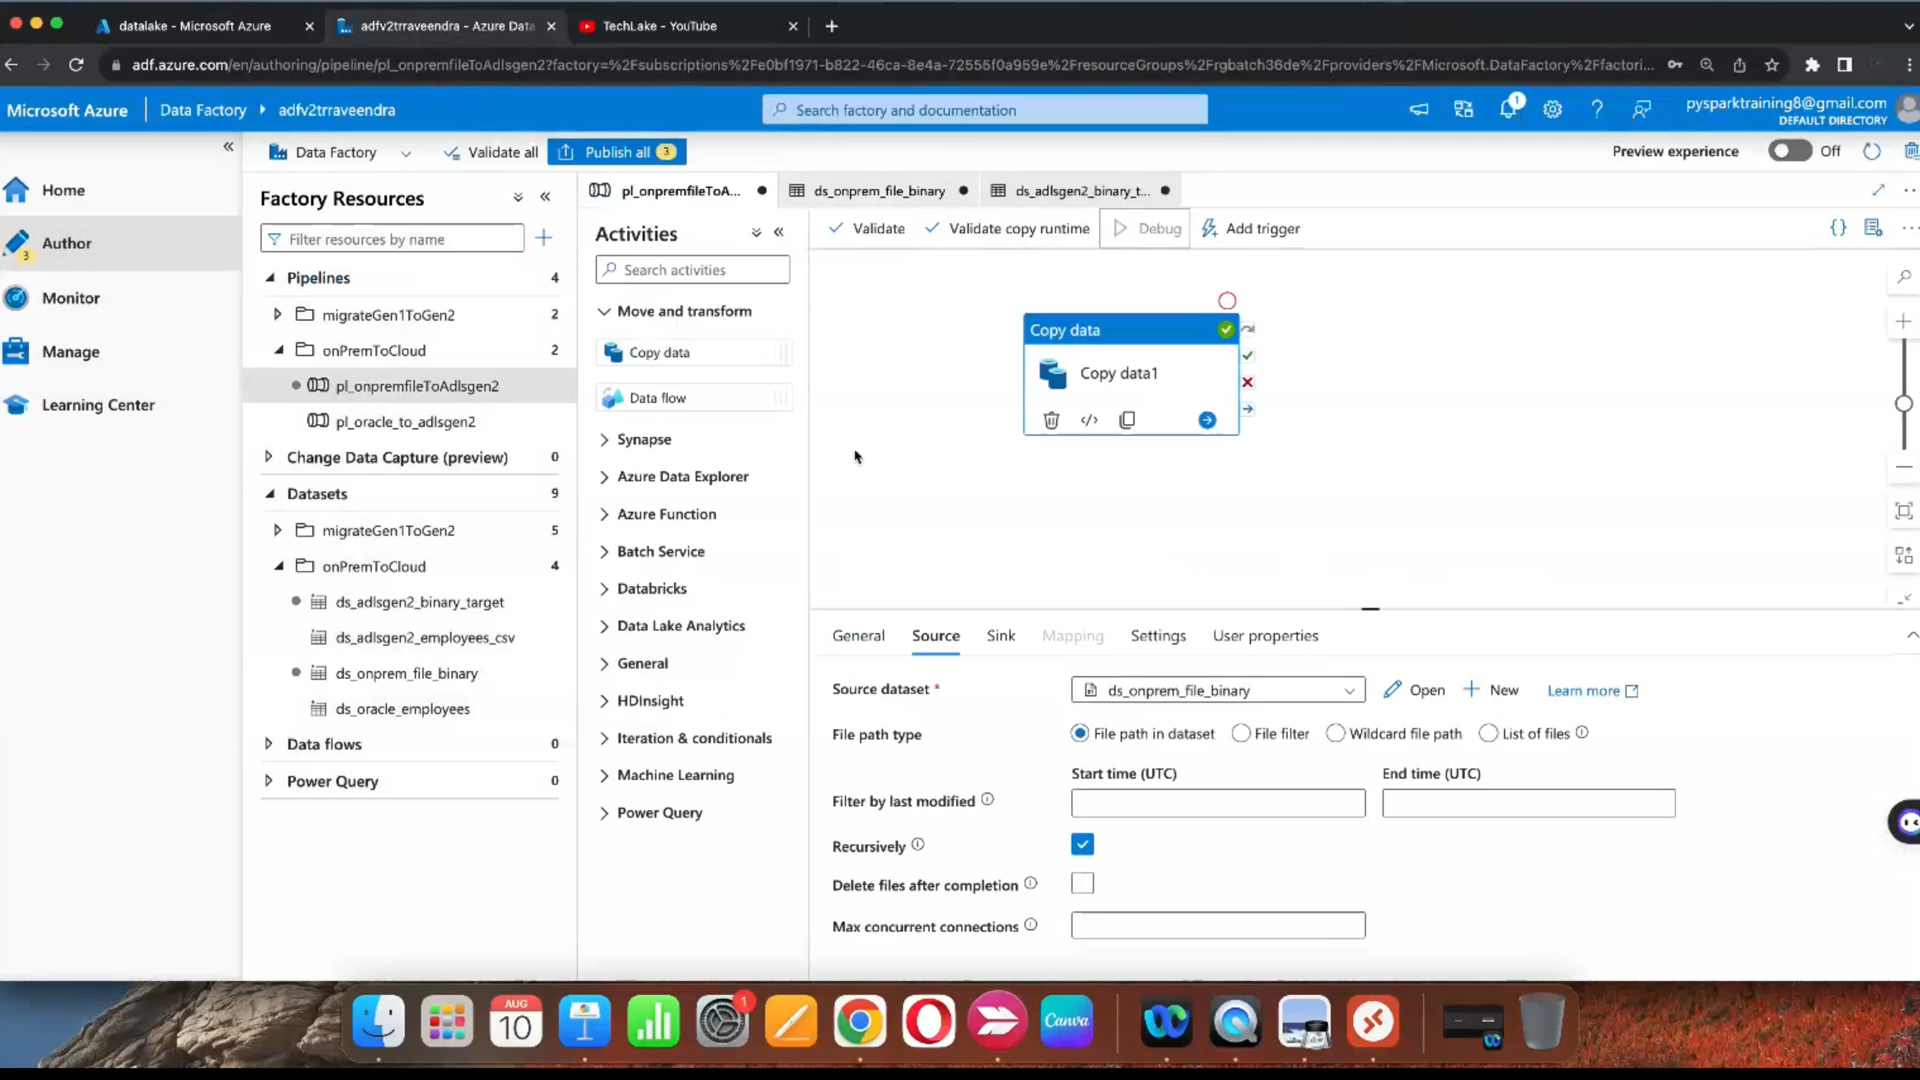 datalake - Microsoft Azure
adfv2trraveendra - Azure Data
TechLake - YouTube
adf.azure.com/en/authoring/pipeline/pl_onpremfileToAdlsgen2?factory=%2Fsubscriptions%2Fe0bf1971-b822-46ca-8e4a-72555f0a959e%2FresourceGroups%2Frgbatch36de%2Fproviders%2FMicrosoft.DataFactory%2Ffactori...
Microsoft Azure
Data Factory
adfv2trraveendra
Search factory and documentation
1
pysparktraining8@gmail.com
DEFAULT DIRECTORY
Data Factory
Validate all
Publish all 3
Preview experience
Off
Home
Author
3
Monitor
Manage
Learning Center
Factory Resources
Filter resources by name
Pipelines 4
migrateGen1ToGen2 2
onPremToCloud 2
pl_onpremfileToAdlsgen2
pl_oracle_to_adlsgen2
Change Data Capture (preview) 0
Datasets 9
migrateGen1ToGen2 5
onPremToCloud 4
ds_adlsgen2_binary_target
ds_adlsgen2_employees_csv
ds_onprem_file_binary
ds_oracle_employees
Data flows 0
Power Query 0
pl_onpremfileToA...
ds_onprem_file_binary
ds_adlsgen2_binary_t...
Activities
Search activities
Move and transform
Copy data
Data flow
Synapse
Azure Data Explorer
Azure Function
Batch Service
Databricks
Data Lake Analytics
General
HDInsight
Iteration & conditionals
Machine Learning
Power Query
Validate
Validate copy runtime
Debug
Add trigger
Copy data
Copy data1
General
Source
Sink
Mapping
Settings
User properties
Source dataset *
ds_onprem_file_binary
Open
New
Learn more
File path type
File path in dataset
File filter
Wildcard file path
List of files
Start time (UTC)
End time (UTC)
Filter by last modified
Recursively
Delete files after completion
Max concurrent connections
AUG
10
1
Canva